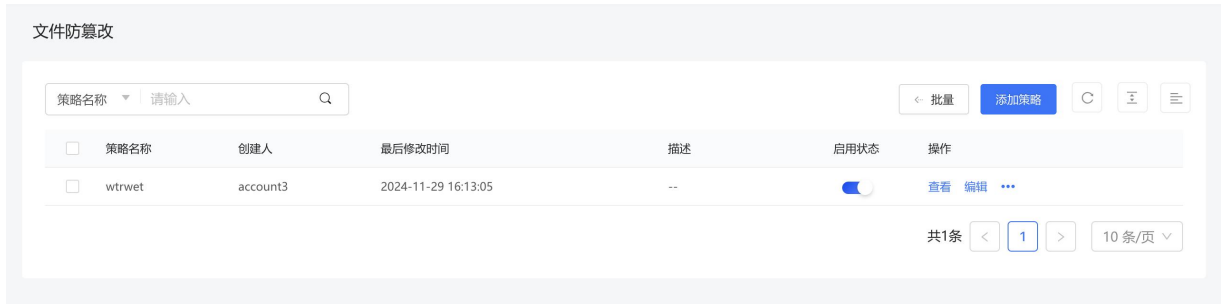 文件防篡改
策略名称 请输入 批量 添加策略
策略名称 创建人 最后修改时间 描述 启用状态 操作
wtrwet account3 2024-11-29 16:13:05 -- 查看 编辑 •••
共1条 < 1 > 10 条/页